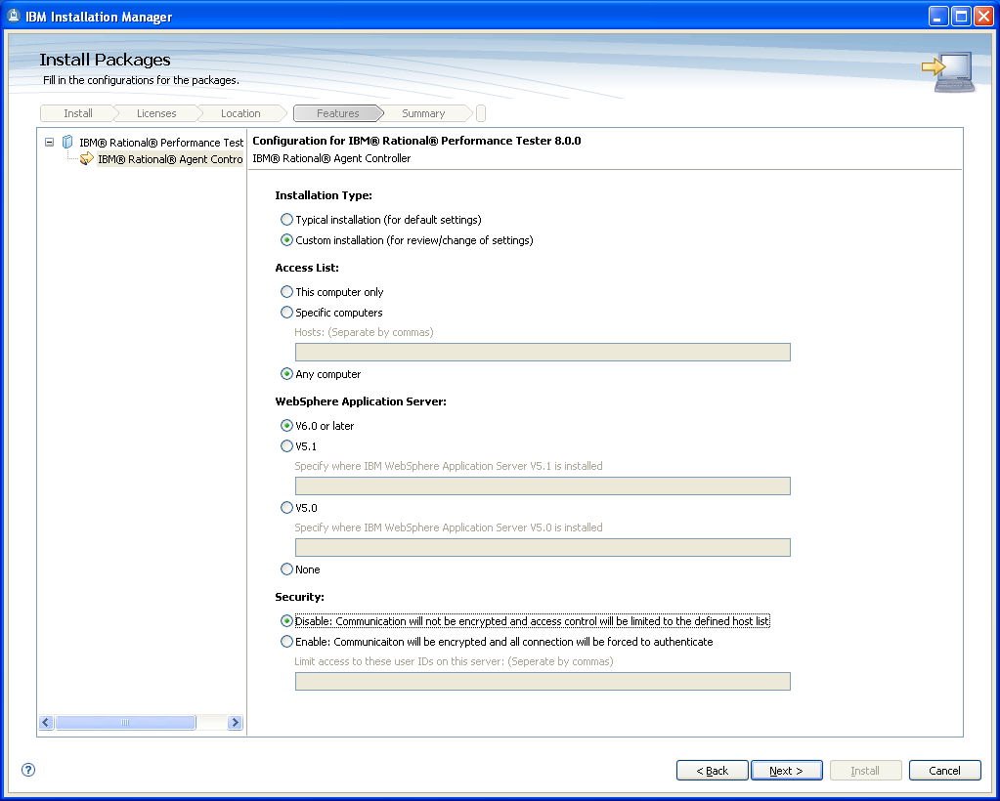 IBM Installation Manager
Install Packages
Fill in the configurations for the packages.
Install Licenses Location Features Summary
IBM® Rational® Performance Test
IBM® Rational® Agent Contro
Configuration for IBM® Rational® Performance Tester 8.0.0
IBM® Rational® Agent Controller
Installation Type:
Typical installation (for default settings)
Custom installation (for review/change of settings)
Access List:
This computer only
Specific computers
Hosts: (Separate by commas)
Any computer
WebSphere Application Server:
V6.0 or later
V5.1
Specify where IBM WebSphere Application Server V5.1 is installed
V5.0
Specify where IBM WebSphere Application Server V5.0 is installed
None
Security:
Disable: Communication will not be encrypted and access control will be limited to the defined host list
Enable: Communicaiton will be encrypted and all connection will be forced to authenticate
Limit access to these user IDs on this server: (Seperate by commas)
?
< Back Next > Install Cancel